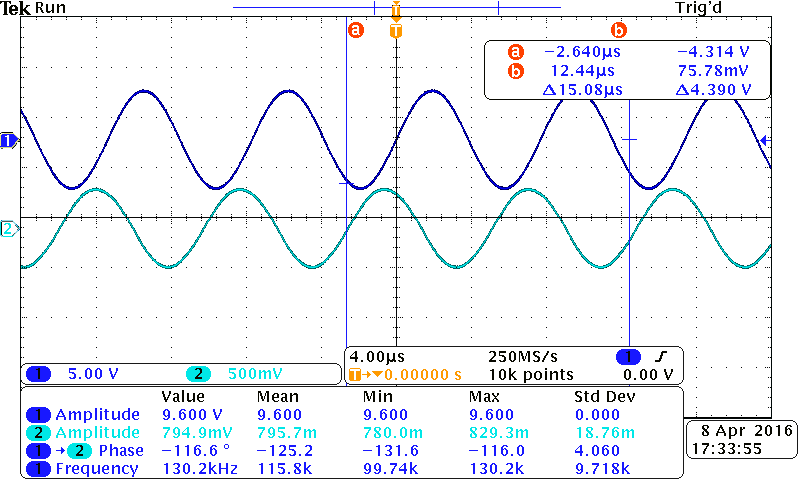 Tek Run Trig'd
T
a T b
a −2.640µs −4.314 V
b 12.44µs 75.78mV
Δ15.08µs Δ4.390 V
1
2
1 5.00 V 2 500mV
4.00µs 250MS/s 1
T→▼0.00000 s 10k points 0.00 V
Value Mean Min Max Std Dev
1 Amplitude 9.600 V 9.600 9.600 9.600 0.000
2 Amplitude 794.9mV 795.7m 780.0m 829.3m 18.76m
1 → 2 Phase −116.6 ° −125.2 −131.6 −116.0 4.060
1 Frequency 130.2kHz 115.8k 99.74k 130.2k 9.718k
8 Apr 2016
17:33:55